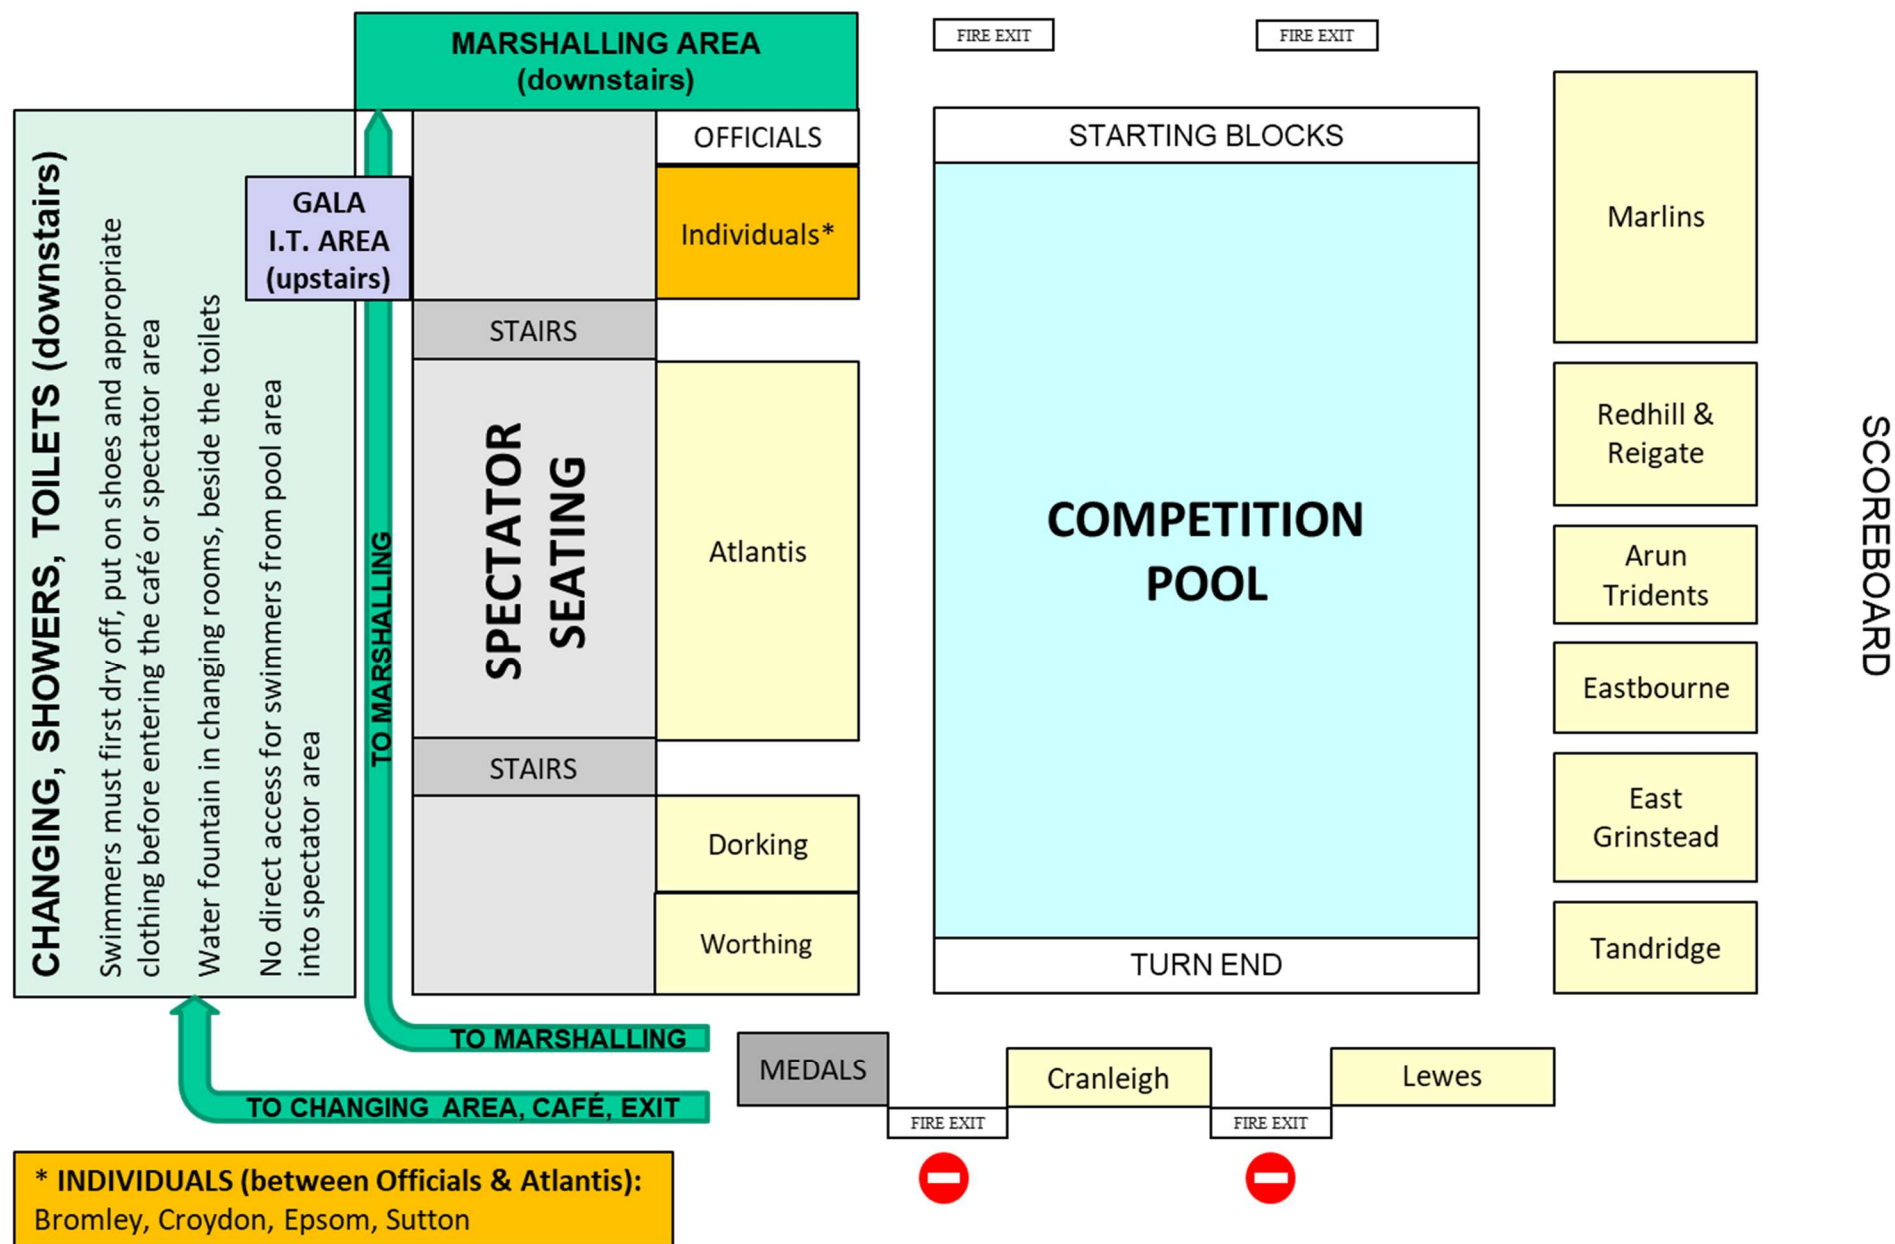 MARSHALLING AREA
(downstairs)
FIRE EXIT
FIRE EXIT
CHANGING, SHOWERS, TOILETS (downstairs)
Swimmers must first dry off, put on shoes and appropriate
clothing before entering the café or spectator area
Water fountain in changing rooms, beside the toilets
No direct access for swimmers from pool area
into spectator area
GALA
I.T. AREA
(upstairs)
TO MARSHALLING
STAIRS
SPECTATOR
SEATING
STAIRS
OFFICIALS
Individuals*
Atlantis
Dorking
Worthing
STARTING BLOCKS
COMPETITION
POOL
TURN END
Marlins
Redhill &
Reigate
Arun
Tridents
Eastbourne
East
Grinstead
Tandridge
SCOREBOARD
TO MARSHALLING
TO CHANGING AREA, CAFÉ, EXIT
MEDALS
FIRE EXIT
Cranleigh
FIRE EXIT
Lewes
* INDIVIDUALS (between Officials & Atlantis):
Bromley, Croydon, Epsom, Sutton